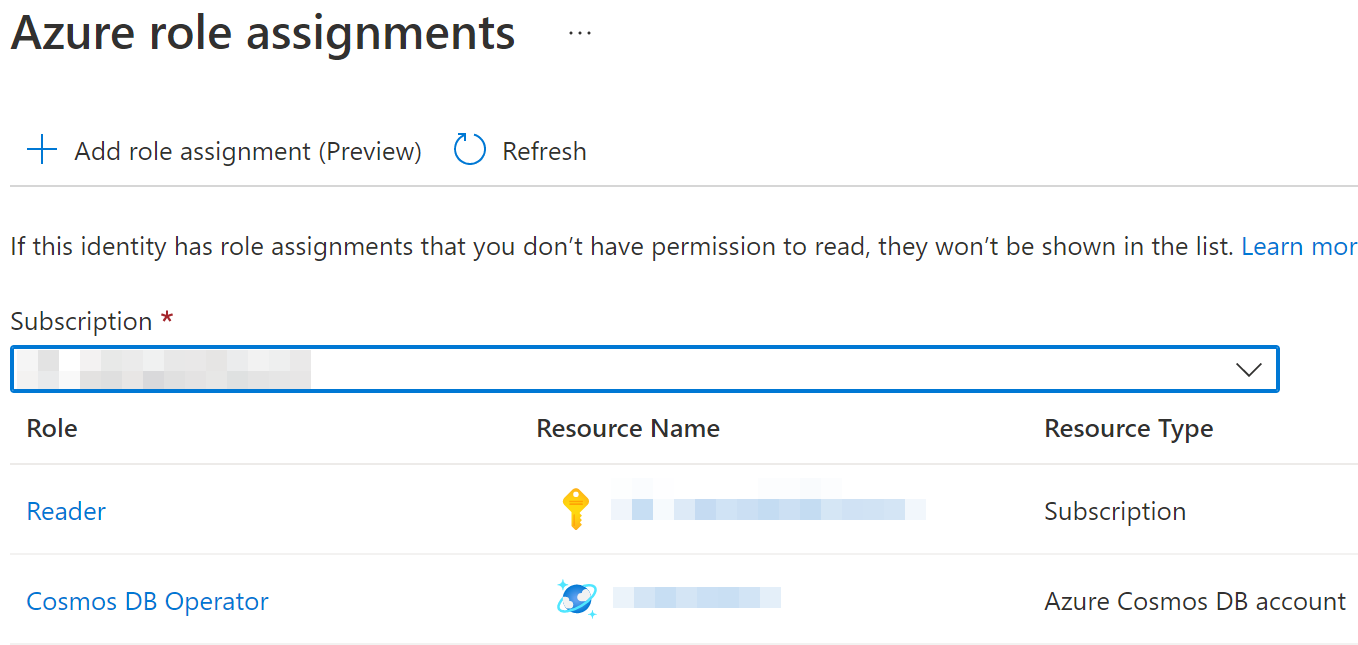 Azure role assignments ...
Add role assignment (Preview) Refresh
If this identity has role assignments that you don’t have permission to read, they won’t be shown in the list. Learn mor
Subscription *
Role Resource Name Resource Type
Reader Subscription
Cosmos DB Operator Azure Cosmos DB account